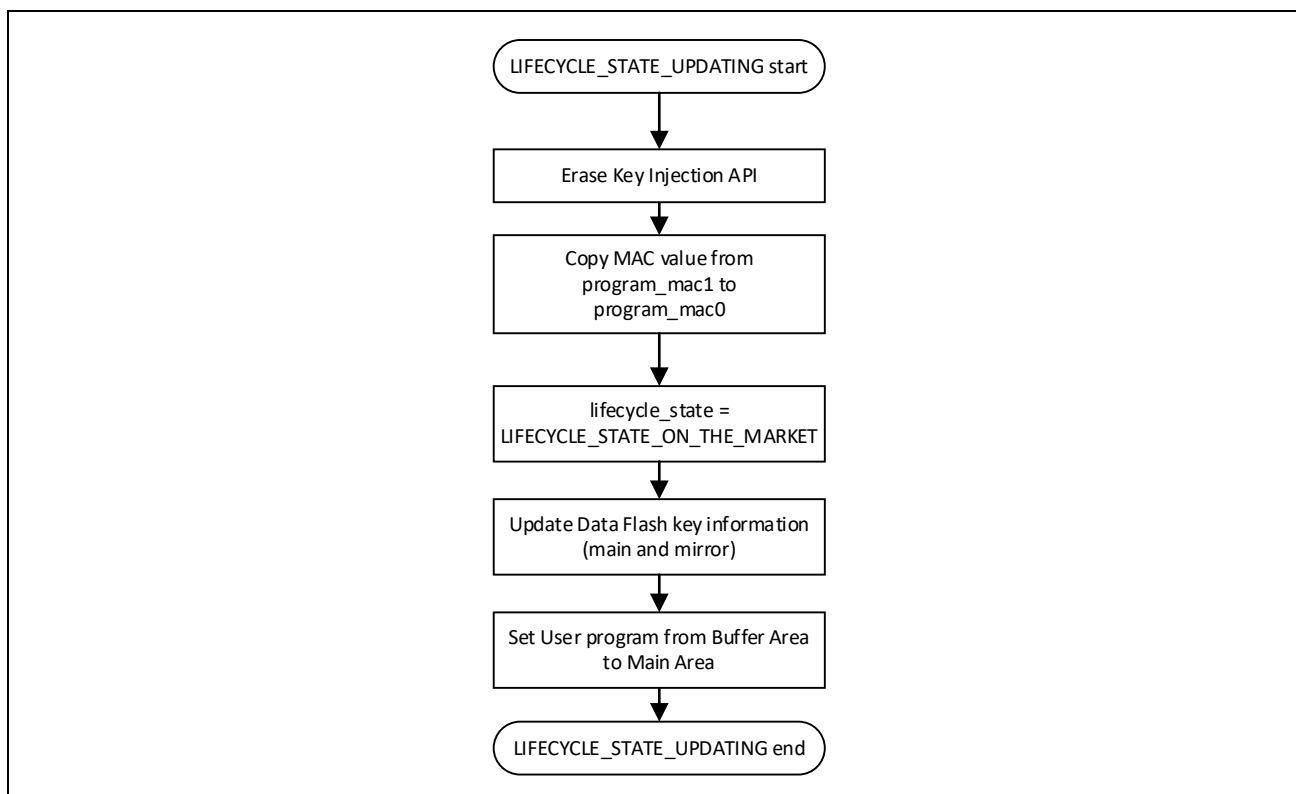 LIFECYCLE_STATE_UPDATING start
Erase Key Injection API
Copy MAC value from
program_mac1 to
program_mac0
lifecycle_state =
LIFECYCLE_STATE_ON_THE_MARKET
Update Data Flash key information
(main and mirror)
Set User program from Buffer Area
to Main Area
LIFECYCLE_STATE_UPDATING end